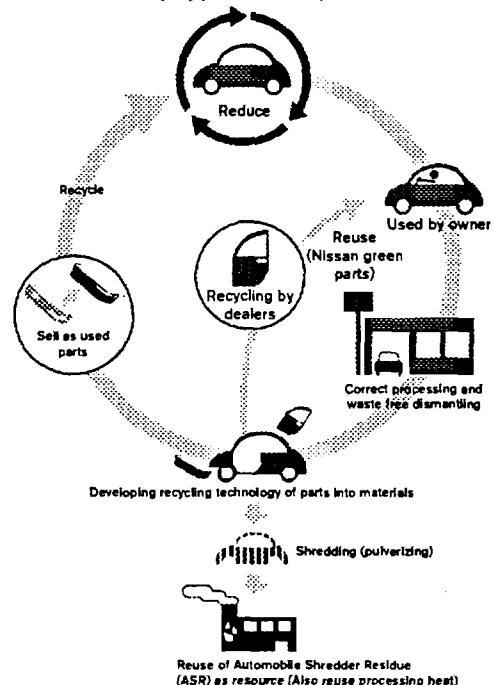 Reduce
Recycle
Used by owner
Reuse
(Nissan green
parts)
Recycling by
dealers
Sell as used
parts
Correct processing and
waste free dismantling
Developing recycling technology of parts into materials
Shredding (pulverizing)
Reuse of Automobile Shredder Residue
(ASR) as resource (Also reuse processing heat)